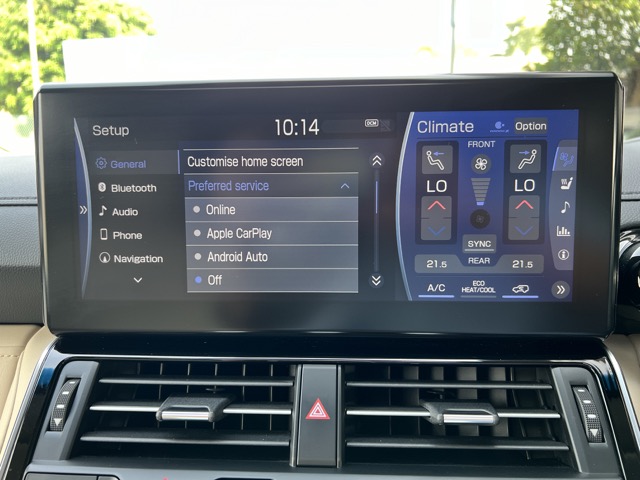 Setup
10:14
DCM
General
Bluetooth
Audio
Phone
Navigation
Customise home screen
Preferred service
Online
Apple CarPlay
Android Auto
Off
Climate
Option
FRONT
LO
LO
SYNC
REAR
21.5
21.5
A/C
ECO
HEAT/COOL